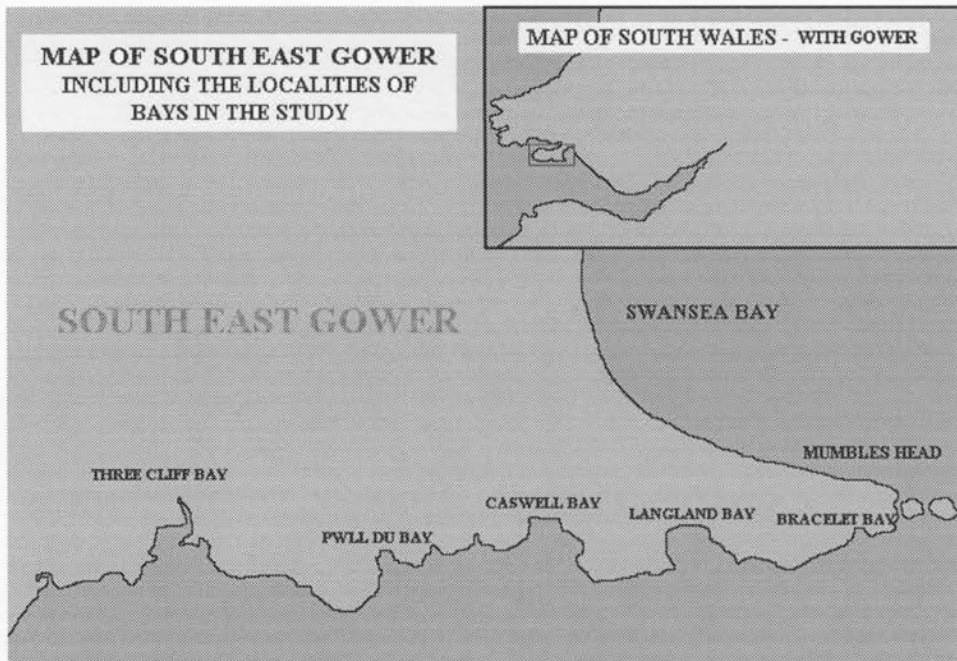 MAP OF SOUTH EAST GOWER
INCLUDING THE LOCALITIES OF
BAYS IN THE STUDY
MAP OF SOUTH WALES - WITH GOWER
SOUTH EAST GOWER
SWANSEA BAY
MUMBLES HEAD
THREE CLIFF BAY
CASWELL BAY
LANGLAND BAY
BRACELET BAY
PWLL DU BAY